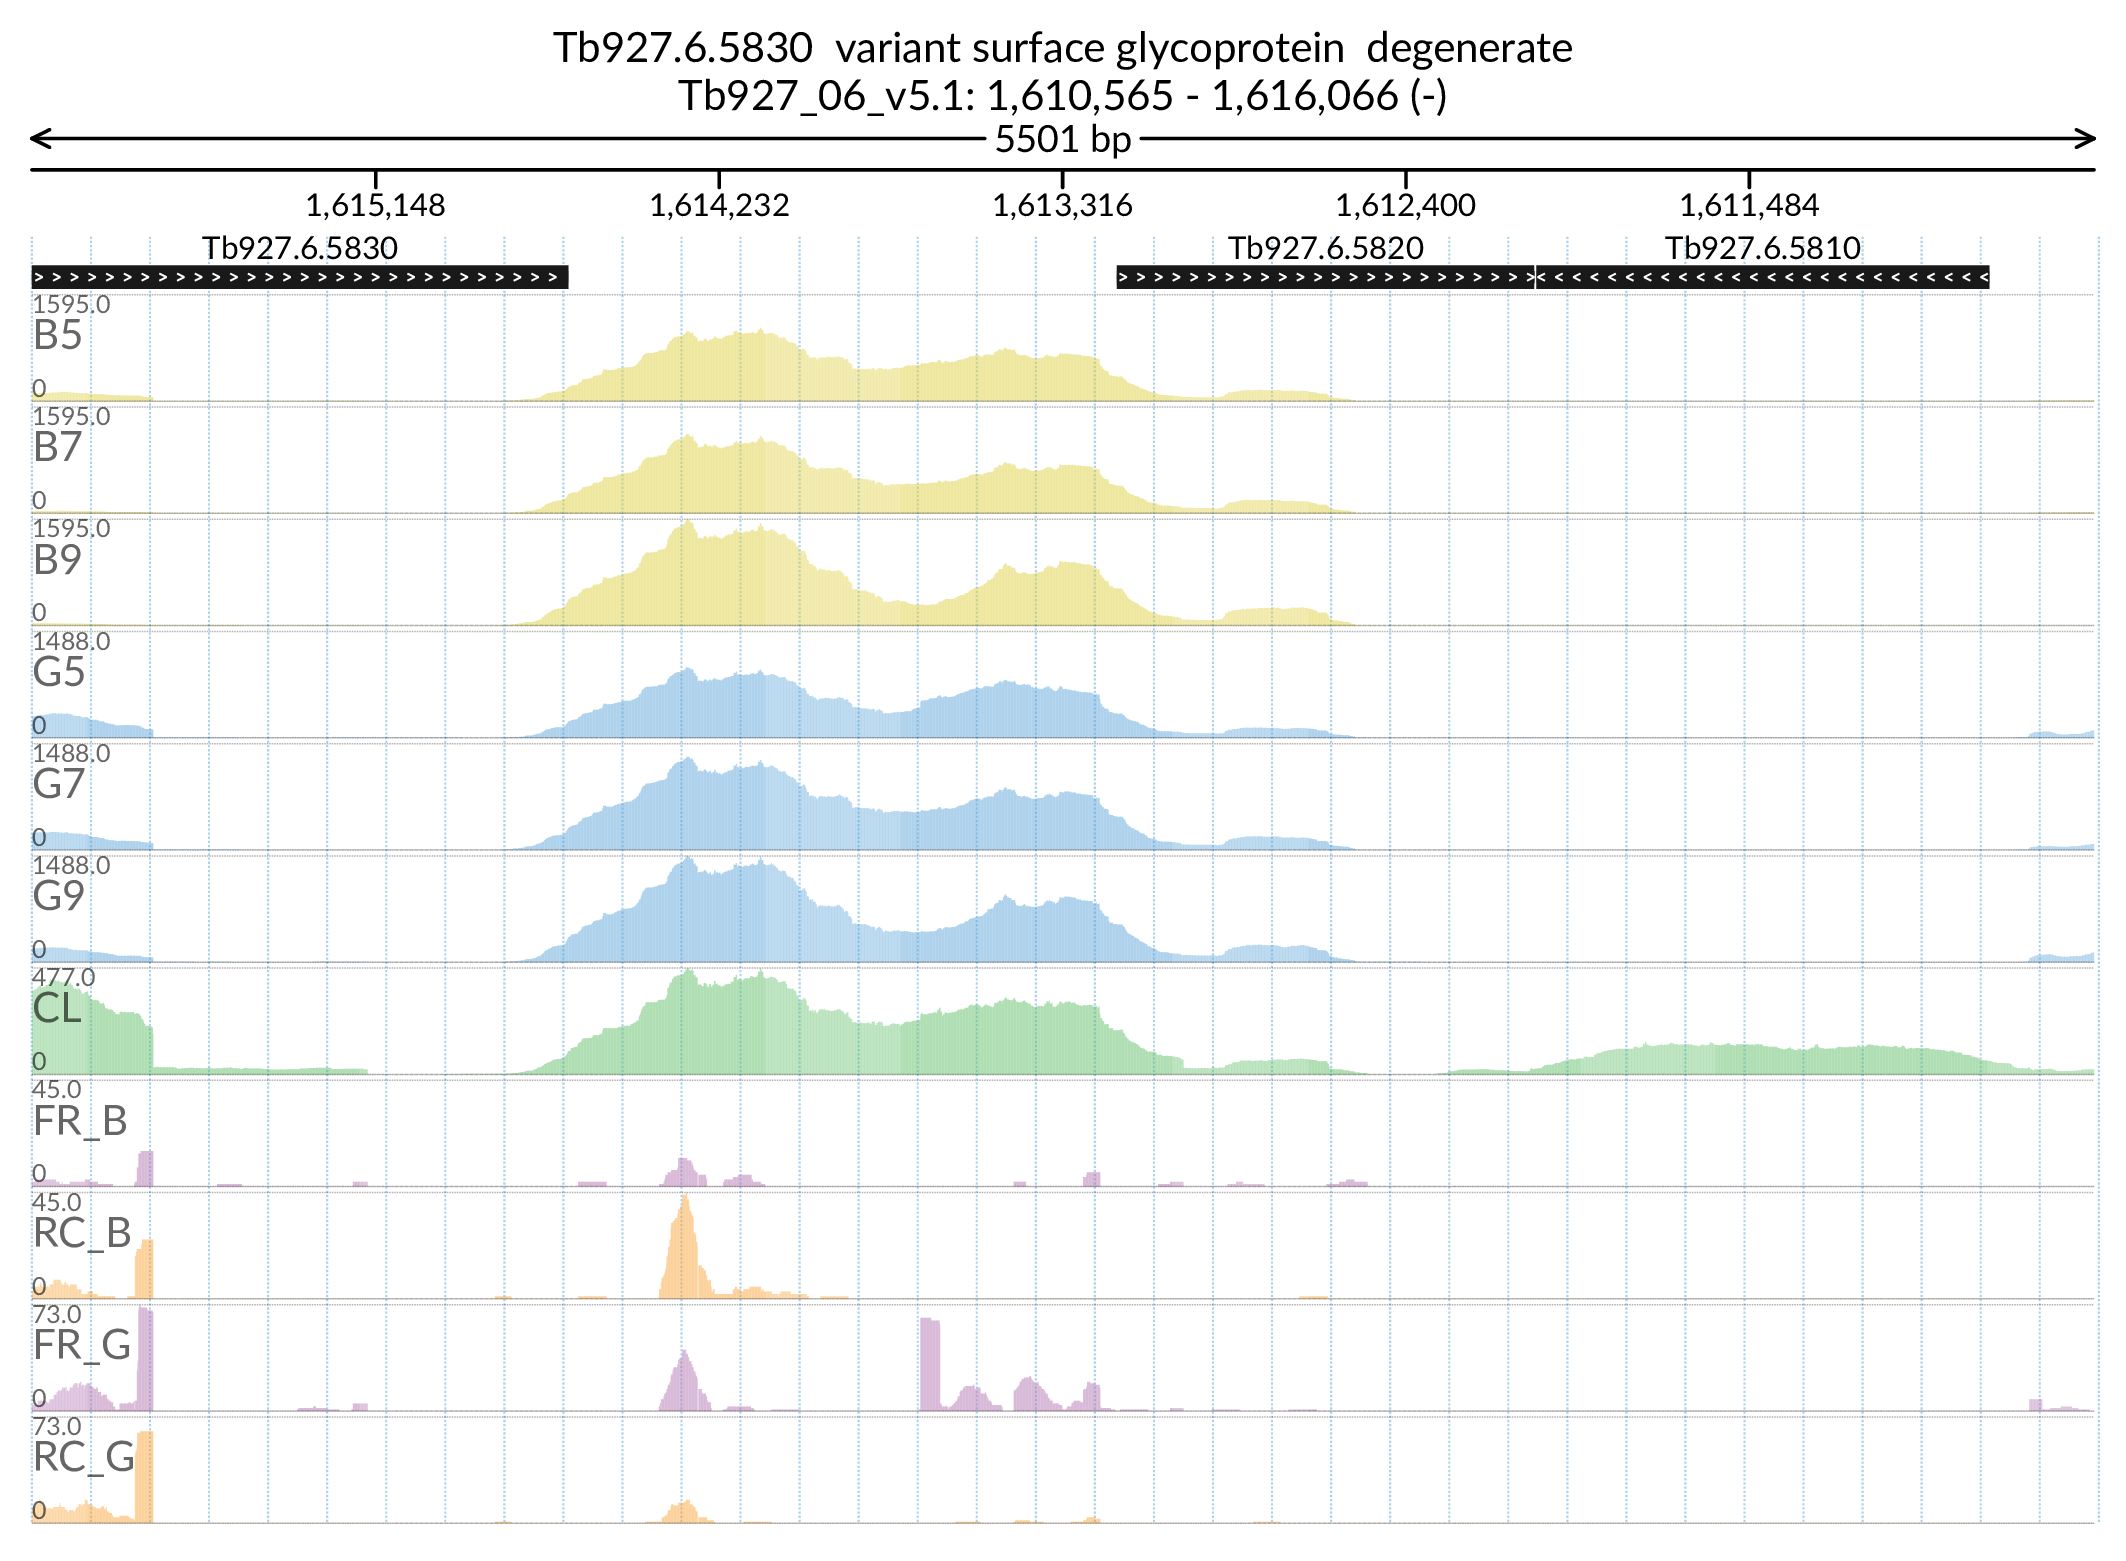 Tb927.6.5830  variant surface glycoprotein  degenerate
Tb927_06_v5.1: 1,610,565 - 1,616,066 (-)
5501 bp
1,615,148 1,614,232 1,613,316 1,612,400 1,611,484
Tb927.6.5830 Tb927.6.5820 Tb927.6.5810
1595.0
B5
0
1595.0
B7
0
1595.0
B9
0
1488.0
G5
0
1488.0
G7
0
1488.0
G9
0
477.0
CL
0
45.0
FR_B
0
45.0
RC_B
0
73.0
FR_G
0
73.0
RC_G
0